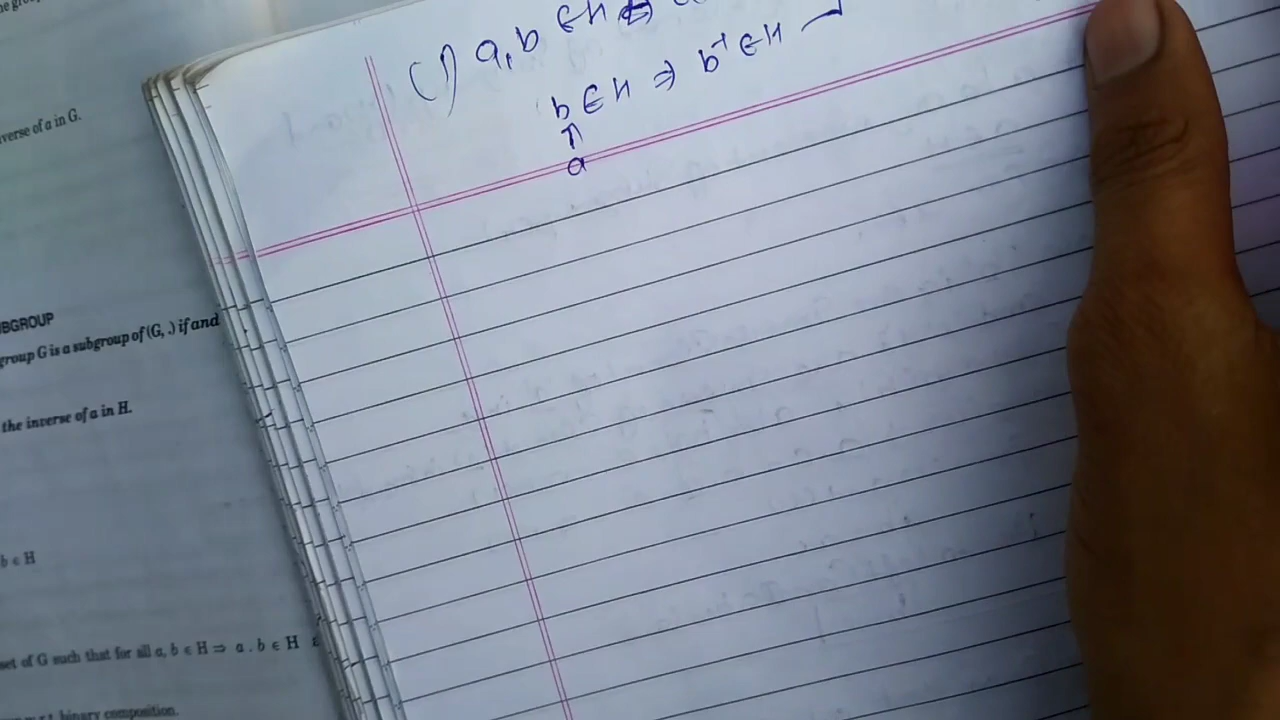 verse of a in G.
BGROUP
group G is a subgroup of (G, .) if and
the inverse of a in H.
b ∈ H
set of G such that for all a, b ∈ H ⇒ a . b ∈ H
binary composition.
(1) a, b ∈ H ⇔
b ∈ H ⇒ b⁻¹ ∈ H
⇑
a